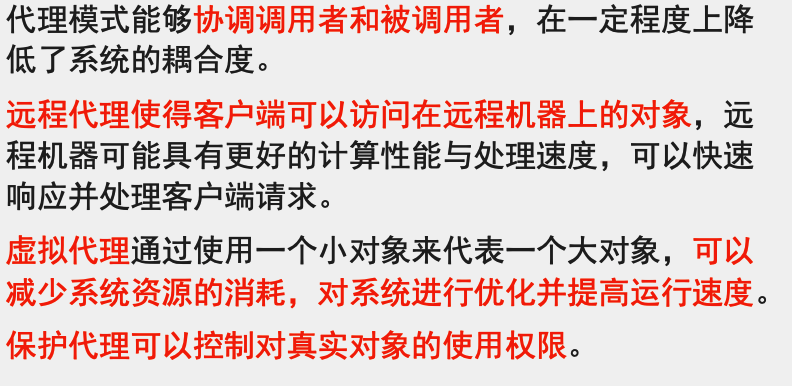 代理模式能够协调调用者和被调用者，在一定程度上降
低了系统的耦合度。
远程代理使得客户端可以访问在远程机器上的对象，远
程机器可能具有更好的计算性能与处理速度，可以快速
响应并处理客户端请求。
虚拟代理通过使用一个小对象来代表一个大对象，可以
减少系统资源的消耗，对系统进行优化并提高运行速度。
保护代理可以控制对真实对象的使用权限。